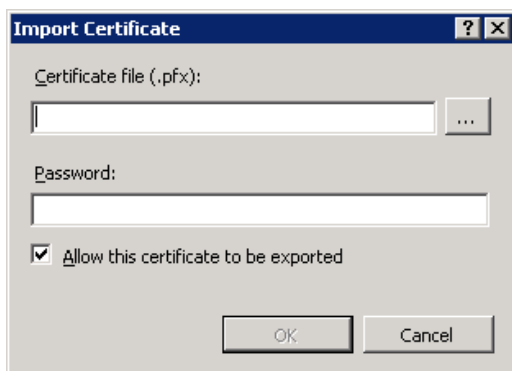 Import Certificate
?
Certificate file (.pfx):
...
Password:
Allow this certificate to be exported
OK
Cancel